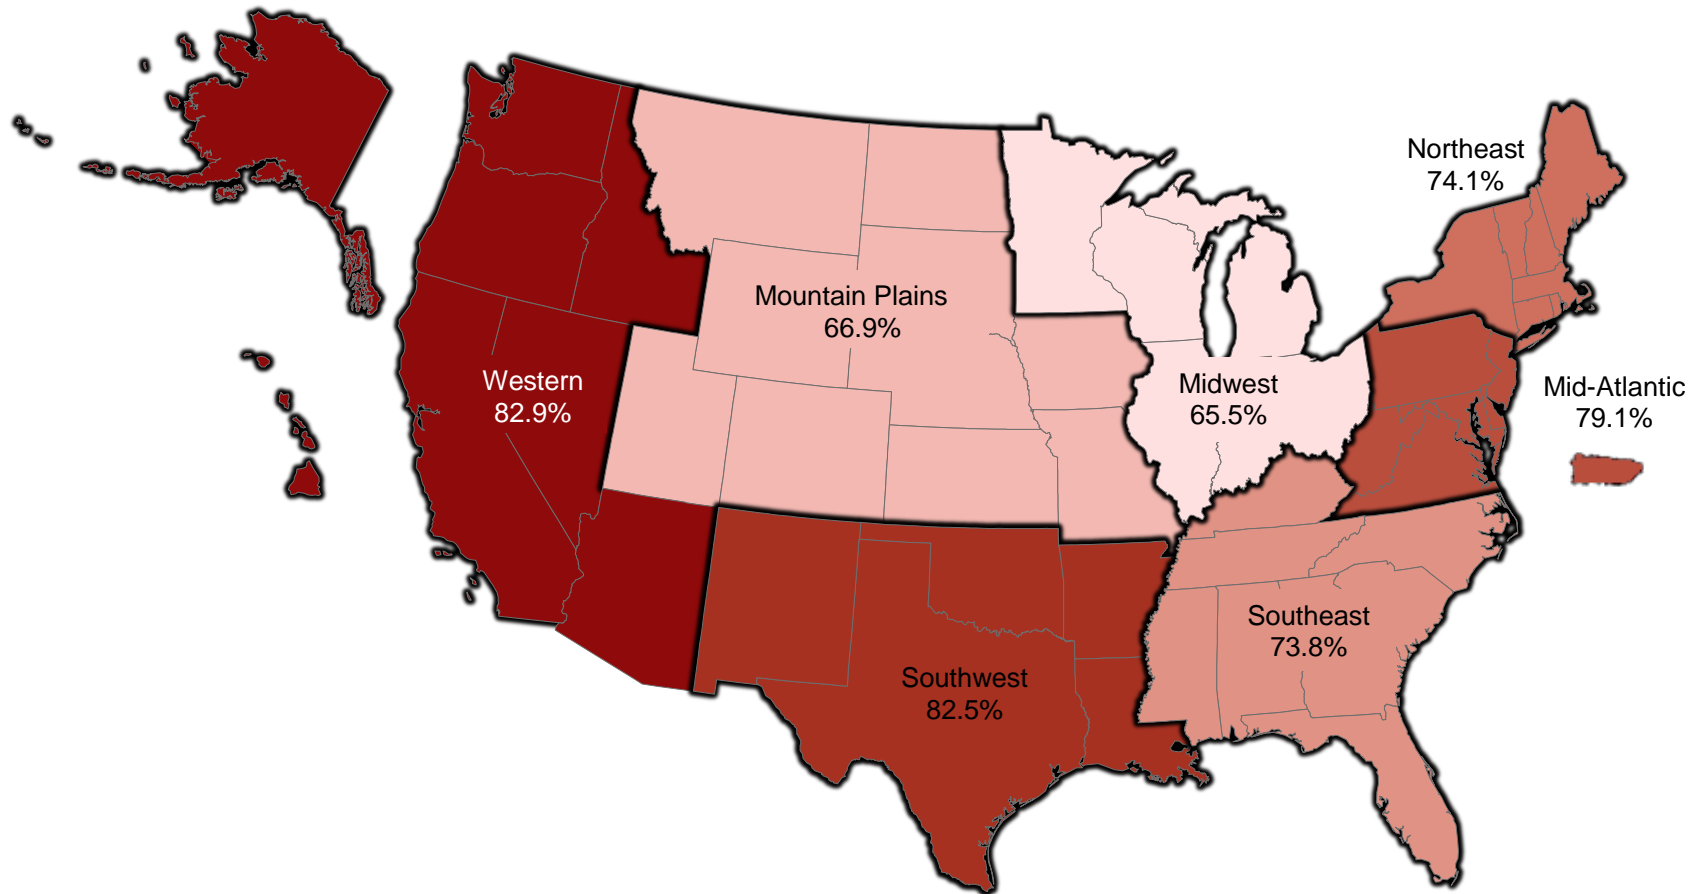 Northeast
74.1%
Mountain Plains
66.9%
Western
82.9%
Midwest
65.5%
Mid-Atlantic
79.1%
Southeast
73.8%
Southwest
82.5%